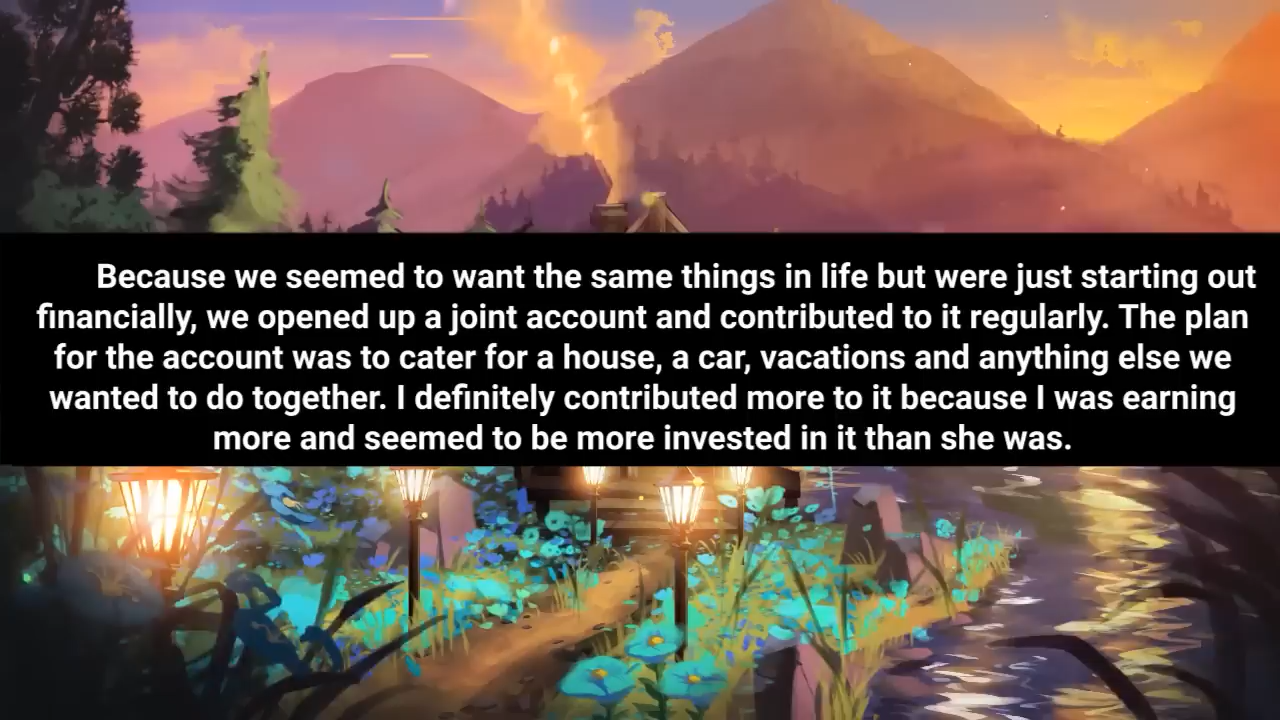 Because we seemed to want the same things in life but were just starting out
financially, we opened up a joint account and contributed to it regularly. The plan
for the account was to cater for a house, a car, vacations and anything else we
wanted to do together. I definitely contributed more to it because I was earning
more and seemed to be more invested in it than she was.